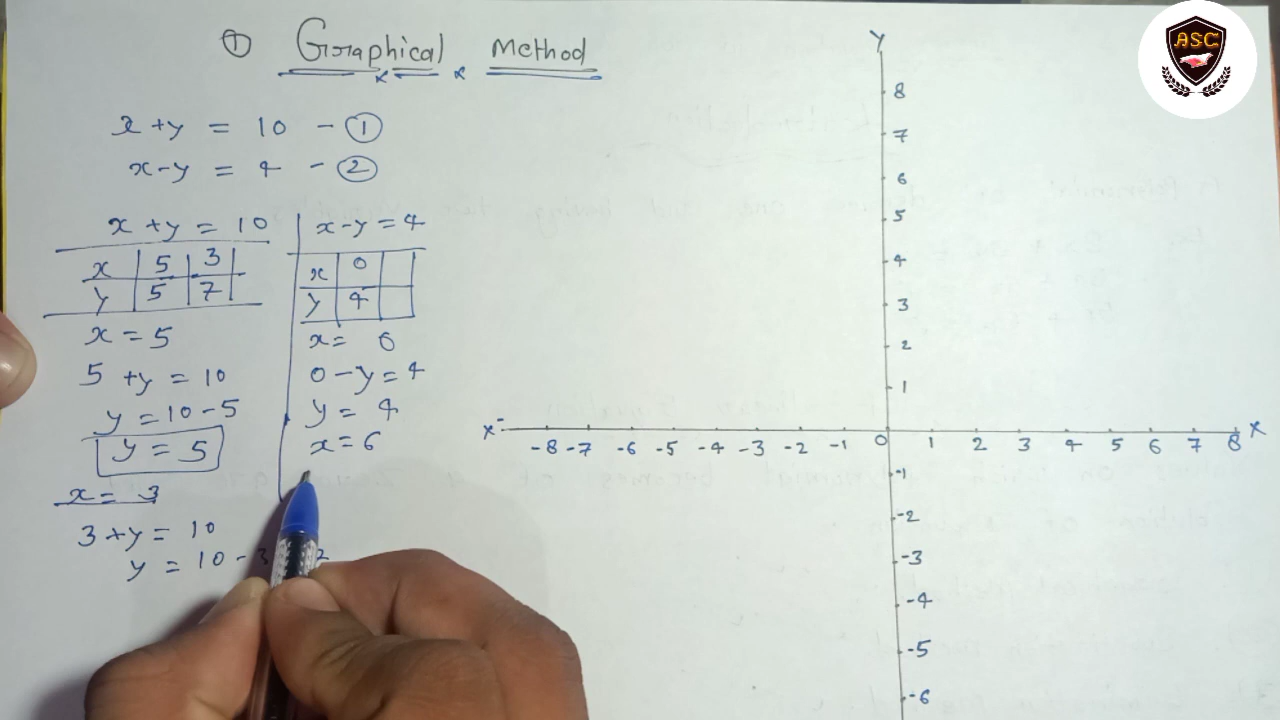 ① Graphical Method
x + y = 10 - ①
x - y = 4 - ②
x + y = 10
x 5 3
y 5 7
x = 5
5 + y = 10
y = 10 - 5
y = 5
x = 3
3 + y = 10
y = 10 - 3
x - y = 4
x 0
y 4
x = 0
0 - y = 4
y = 4
x = 6
Y
8
7
6
5
4
3
2
1
X -8 -7 -6 -5 -4 -3 -2 -1 0 1 2 3 4 5 6 7 8 X
-1
-2
-3
-4
-5
-6
ASC